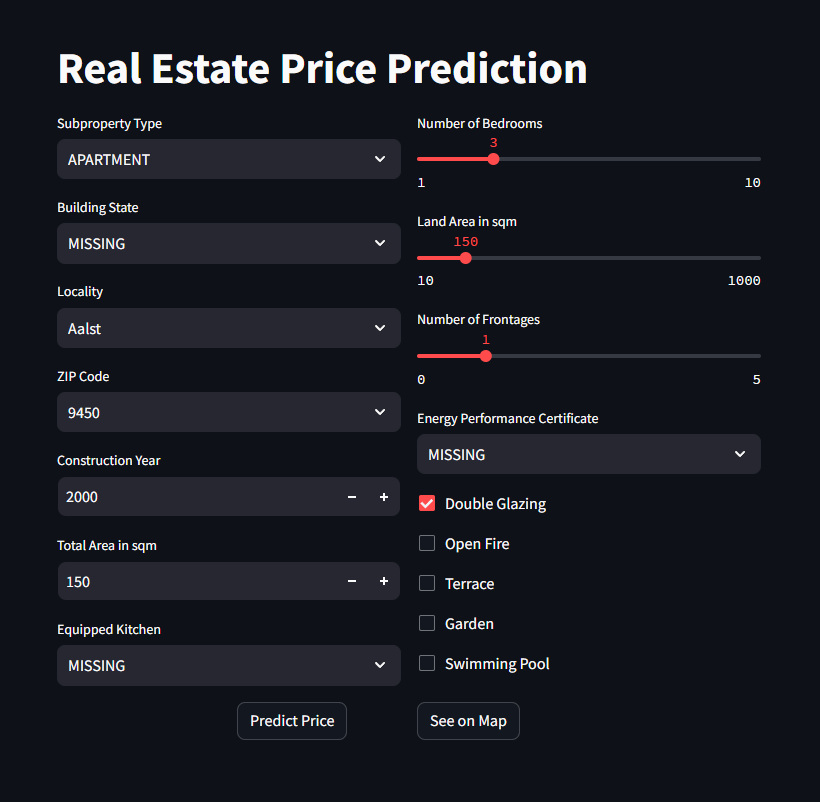 Real Estate Price Prediction
Subproperty Type
APARTMENT
Building State
MISSING
Locality
Aalst
ZIP Code
9450
Construction Year
2000
Total Area in sqm
150
Equipped Kitchen
MISSING
Predict Price
Number of Bedrooms
3
1 10
Land Area in sqm
150
10 1000
Number of Frontages
1
0 5
Energy Performance Certificate
MISSING
Double Glazing
Open Fire
Terrace
Garden
Swimming Pool
See on Map